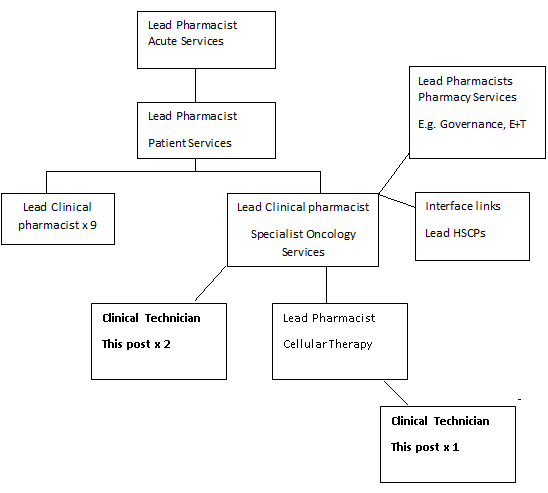 Lead Pharmacist
Acute Services
Lead Pharmacist
Patient Services
Lead Pharmacists
Pharmacy Services
E.g. Governance, E+T
Lead Clinical
pharmacist x 9
Lead Clinical pharmacist
Specialist Oncology
Services
Interface links
Lead HSCPs
Clinical Technician
This post x 2
Lead Pharmacist
Cellular Therapy
Clinical Technician
This post x 1